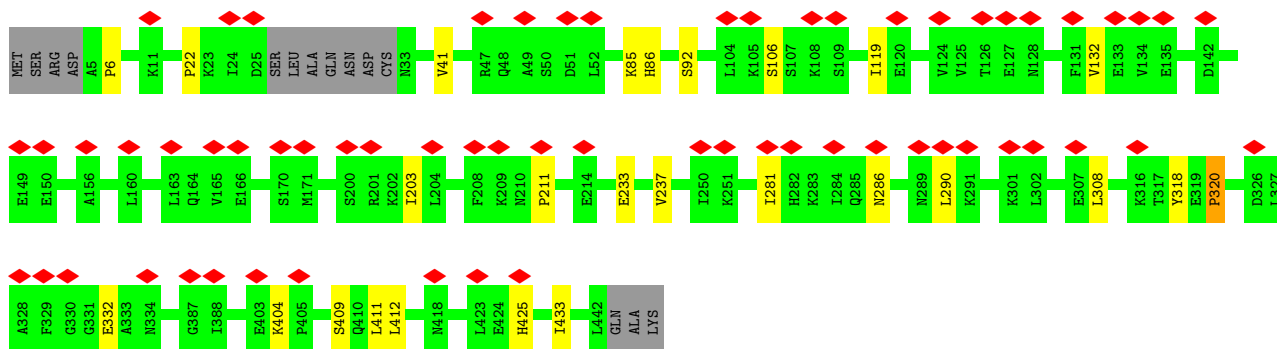 MET SER ARG ASP A5 P6 K11 P22 K23 I24 D25 SER LEU ALA GLN ASN ASP CYS N33 V41 R47 Q48 A49 S50 D51 L52 K85 H86 S92 L104 K105 S106 S107 K108 S109 I119 E120 V124 V125 T126 E127 N128 F131 V132 E133 V134 E135 D142
E149 E150 A156 L160 L163 Q164 V165 E166 S170 M171 S200 R201 K202 I203 L204 F208 K209 N210 P211 E214 E233 V237 I250 K251 I281 H282 K283 I284 Q285 N286 N289 L290 K291 K301 L302 E307 L308 K316 T317 Y318 E319 P320 D326 L327
A328 F329 G330 G331 E332 A333 N334 G387 I388 E403 K404 P405 S409 Q410 L411 L412 N418 L423 E424 H425 I433 L442 GLN ALA LYS